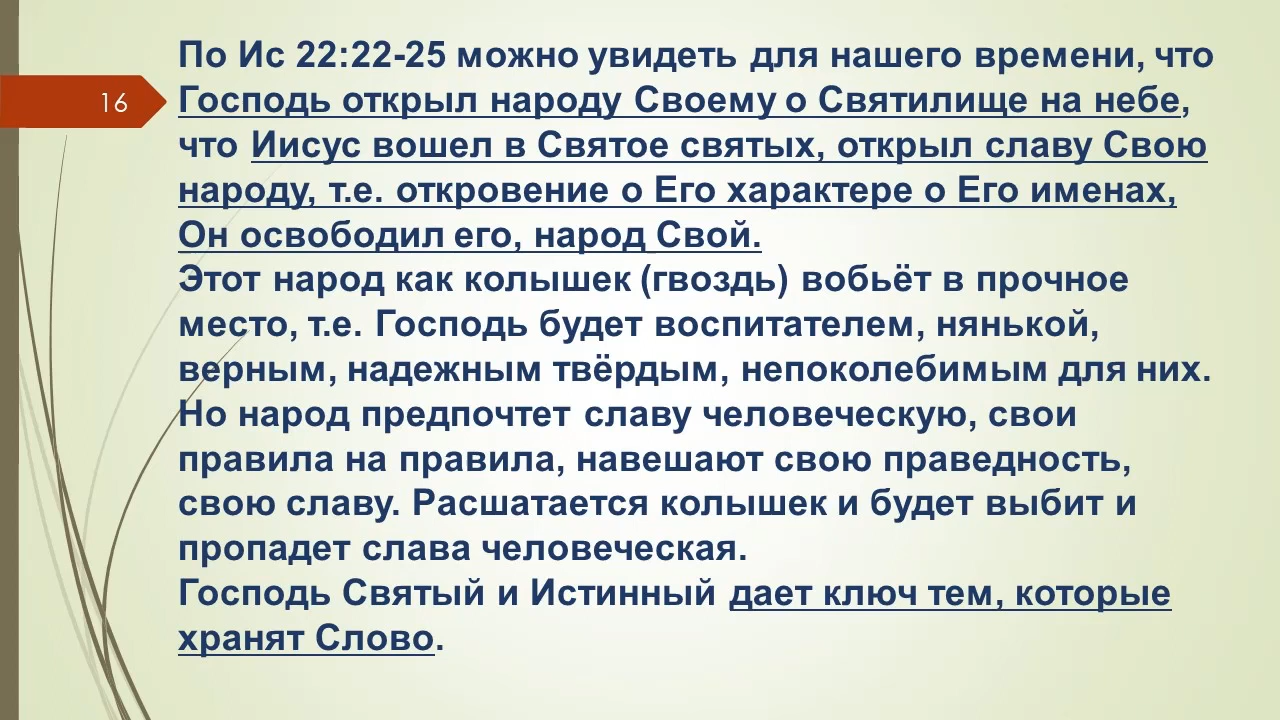 По Ис 22:22-25 можно увидеть для нашего времени, что
16
Господь открыл народу Своему о Святилище на небе,
что Иисус вошел в Святое святых, открыл славу Свою
народу, т.е. откровение о Его характере о Его именах,
Он освободил его, народ Свой.
Этот народ как колышек (гвоздь) вобьёт в прочное
место, т.е. Господь будет воспитателем, нянькой,
верным, надежным твёрдым, непоколебимым для них.
Но народ предпочтет славу человеческую, свои
правила на правила, навешают свою праведность,
свою славу. Расшатается колышек и будет выбит и
пропадет слава человеческая.
Господь Святый и Истинный дает ключ тем, которые
хранят Слово.